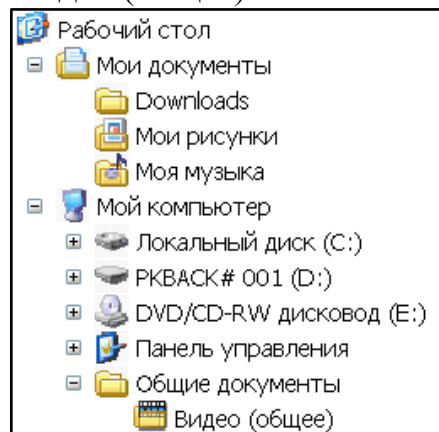 Рабочий стол
Мои документы
Downloads
Мои рисунки
Моя музыка
Мой компьютер
Локальный диск (C:)
PKBACK# 001 (D:)
DVD/CD-RW дисковод (E:)
Панель управления
Общие документы
Видео (общее)